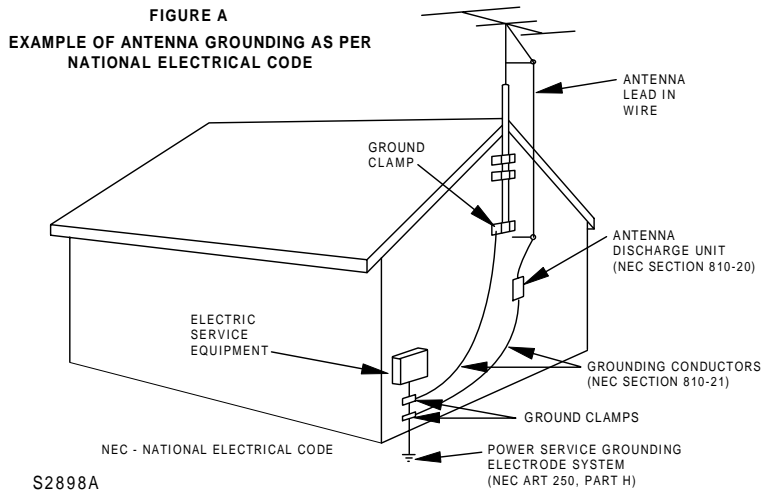 FIGURE A
EXAMPLE OF ANTENNA GROUNDING AS PER
NATIONAL ELECTRICAL CODE
ANTENNA
LEAD IN
WIRE
GROUND
CLAMP
ANTENNA
DISCHARGE UNIT
(NEC SECTION 810-20)
ELECTRIC
SERVICE
EQUIPMENT
GROUNDING CONDUCTORS
(NEC SECTION 810-21)
GROUND CLAMPS
NEC - NATIONAL ELECTRICAL CODE
POWER SERVICE GROUNDING
ELECTRODE SYSTEM
(NEC ART 250, PART H)
S2898A